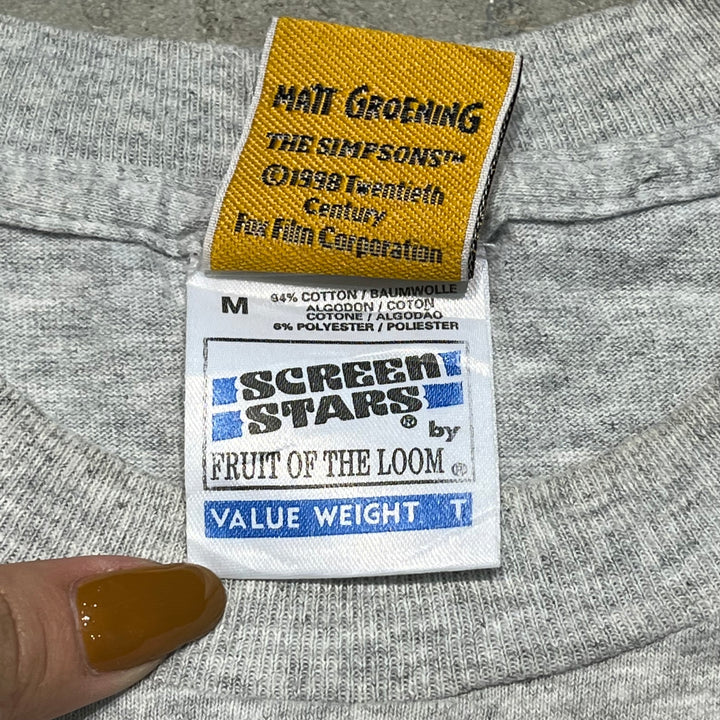 MATT GROENING
THE SIMPSONS™
©1998 Twentieth
Century
Fox Film Corporation
M
94% COTTON / BAUMWOLLE
ALGODON / COTON
COTONE / ALGODAO
6% POLYESTER / POLIESTER
SCREEN
STARS®
by
FRUIT OF THE LOOM ®
VALUE WEIGHT T